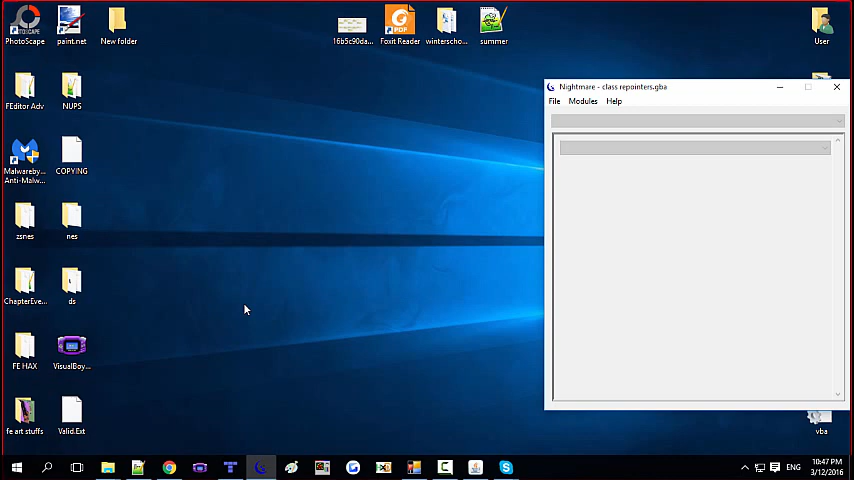 PhotoScape
paint.net
New folder
16b5c90da...
Foxit Reader
wintersho...
summer
User
FEditor Adv
NUPS
Nightmare - class repointers.gba
File Modules Help
Malwareby...
Anti-Malw...
COPYING
zsnes
nes
ChapterEve...
ds
FE HAX
VisualBoy...
fe art stuffs
Valid.Ext
vba
ENG
10:47 PM
3/12/2016